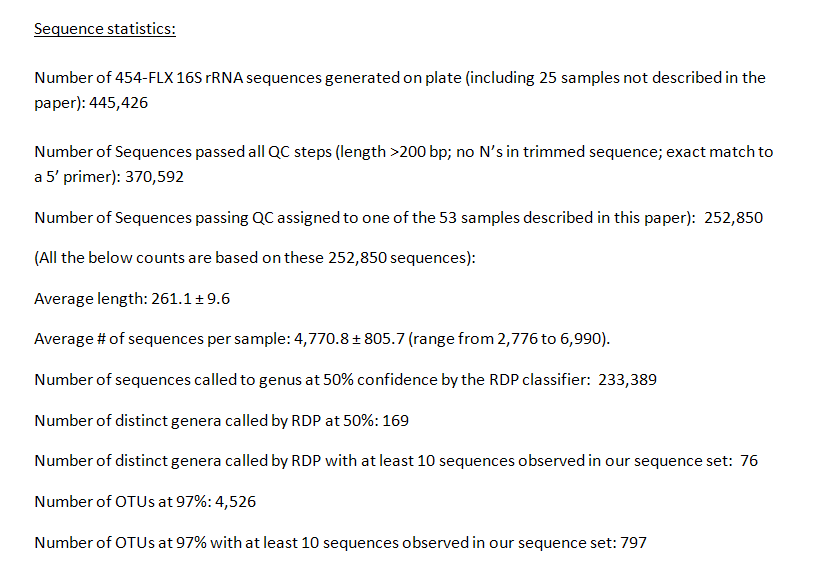 Sequence statistics:
Number of 454-FLX 16S rRNA sequences generated on plate (including 25 samples not described in the
paper): 445,426
Number of Sequences passed all QC steps (length >200 bp; no N’s in trimmed sequence; exact match to
a 5’ primer): 370,592
Number of Sequences passing QC assigned to one of the 53 samples described in this paper):  252,850
(All the below counts are based on these 252,850 sequences):
Average length: 261.1 ± 9.6
Average # of sequences per sample: 4,770.8 ± 805.7 (range from 2,776 to 6,990).
Number of sequences called to genus at 50% confidence by the RDP classifier:  233,389
Number of distinct genera called by RDP at 50%: 169
Number of distinct genera called by RDP with at least 10 sequences observed in our sequence set:  76
Number of OTUs at 97%: 4,526
Number of OTUs at 97% with at least 10 sequences observed in our sequence set: 797